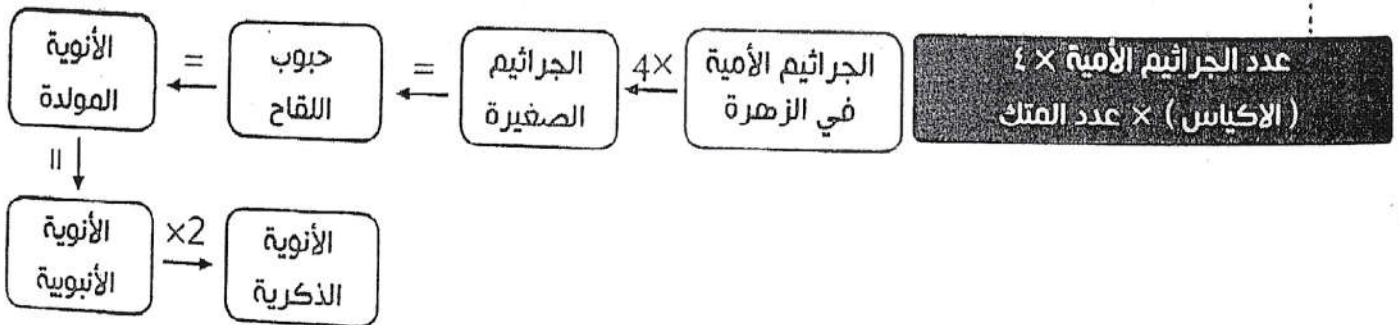 عدد الجراثيم الأمية × ٤
( الاكياس ) × عدد المتك
الجراثيم الأمية
في الزهرة
4×
الجراثيم
الصغيرة
=
حبوب
اللقاح
=
الأنوية
المولدة
=
الأنوية
الأنبوبية
×2
الأنوية
الذكرية